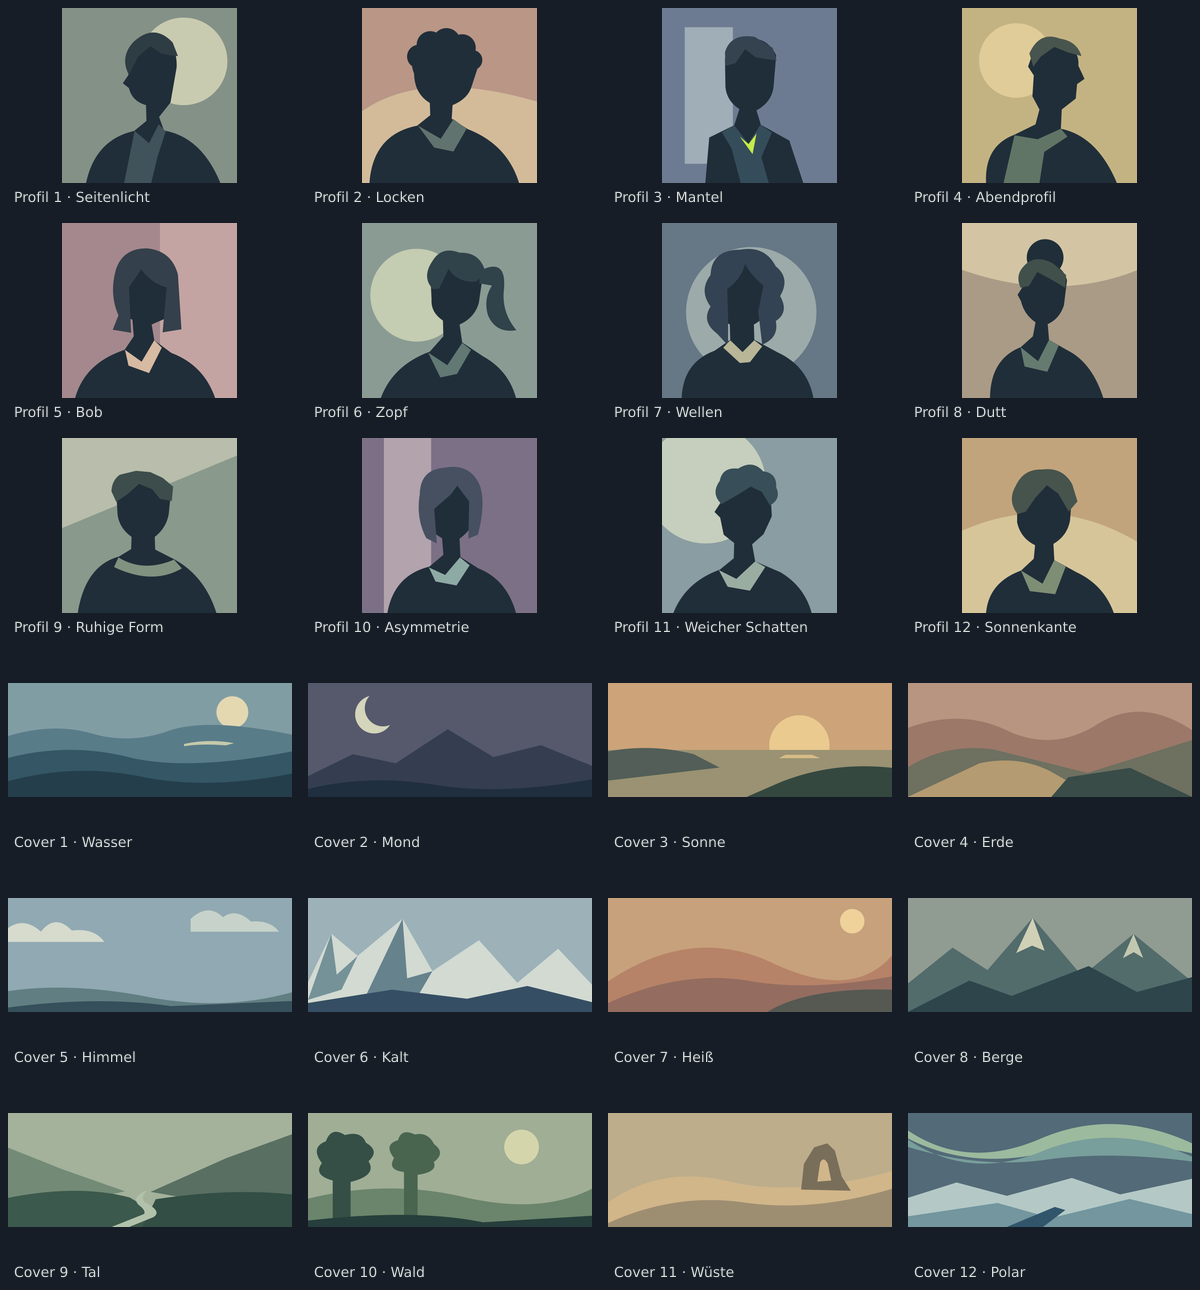 Profil 1 · Seitenlicht
Profil 2 · Locken
Profil 3 · Mantel
Profil 4 · Abendprofil
Profil 5 · Bob
Profil 6 · Zopf
Profil 7 · Wellen
Profil 8 · Dutt
Profil 9 · Ruhige Form
Profil 10 · Asymmetrie
Profil 11 · Weicher Schatten
Profil 12 · Sonnenkante
Cover 1 · Wasser
Cover 2 · Mond
Cover 3 · Sonne
Cover 4 · Erde
Cover 5 · Himmel
Cover 6 · Kalt
Cover 7 · Heiß
Cover 8 · Berge
Cover 9 · Tal
Cover 10 · Wald
Cover 11 · Wüste
Cover 12 · Polar